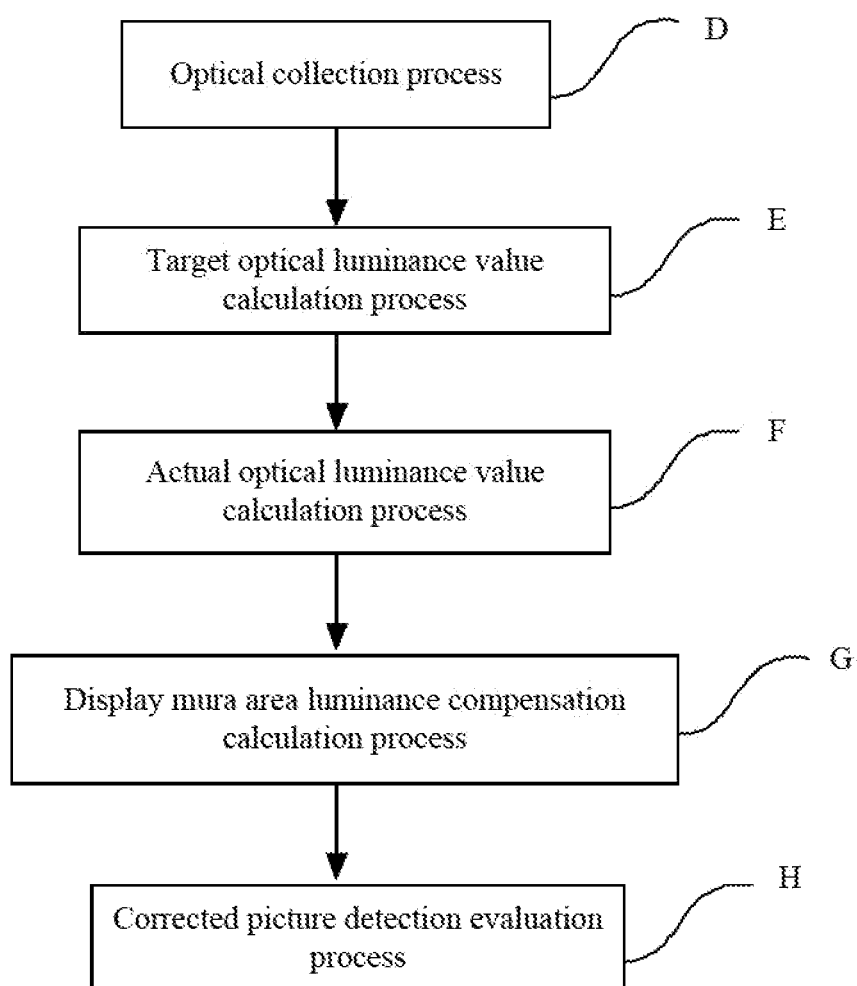 Optical collection process
D
Target optical luminance value
calculation process
E
Actual optical luminance value
calculation process
F
Display mura area luminance compensation
calculation process
G
Corrected picture detection evaluation
process
H